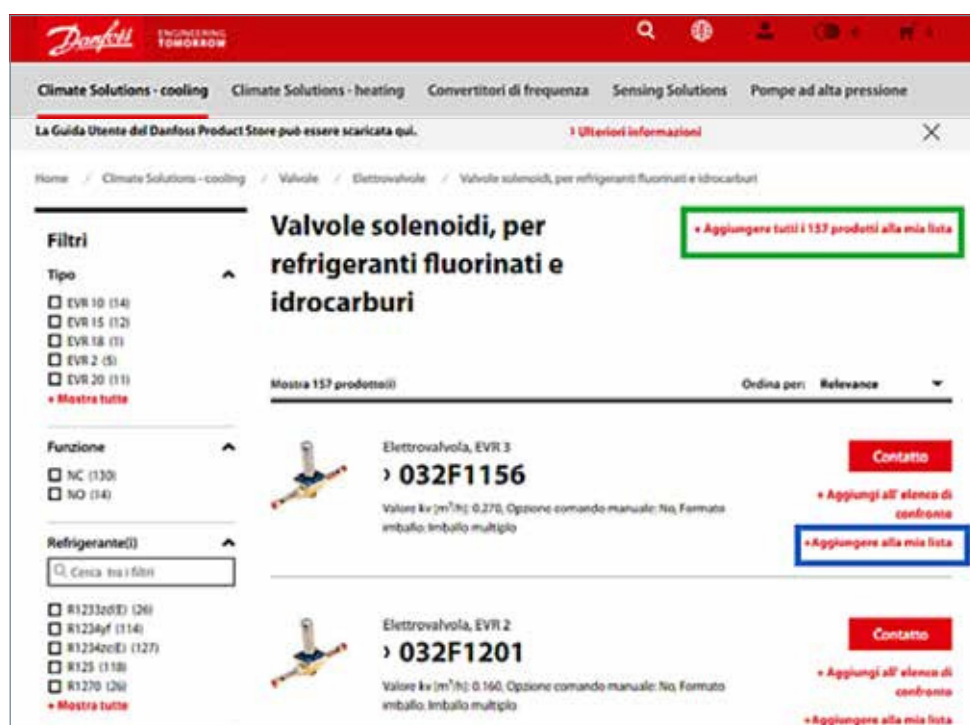 Danfoss ENGINEERING
TOMORROW
Climate Solutions - cooling Climate Solutions - heating Convertitori di frequenza Sensing Solutions Pompe ad alta pressione
La Guida Utente del Danfoss Product Store può essere scaricata qui. › Ulteriori informazioni
Home / Climate Solutions - cooling / Valvole / Elettrovalvole / Valvole solenoidi, per refrigeranti fluorinati e idrocarburi
Filtri
Tipo
EVR 10 (14)
EVR 15 (12)
EVR 18 (1)
EVR 2 (5)
EVR 20 (11)
+ Mostra tutte
Funzione
NC (130)
NO (14)
Refrigerante(i)
Cerca tra i filtri
R1233zd(E) (26)
R1234yf (114)
R1234ze(E) (127)
R125 (118)
R1270 (26)
+ Mostra tutte
Valvole solenoidi, per
refrigeranti fluorinati e
idrocarburi
+ Aggiungere tutti i 157 prodotti alla mia lista
Mostra 157 prodotto(i) Ordina per: Relevance
Elettrovalvola, EVR 3
› 032F1156
Valore kv [m³/h]: 0.270, Opzione comando manuale: No, Formato
imballo: Imballo multiplo
Contatto
+ Aggiungi all' elenco di
confronto
+Aggiungere alla mia lista
Elettrovalvola, EVR 2
› 032F1201
Valore kv [m³/h]: 0.160, Opzione comando manuale: No, Formato
imballo: Imballo multiplo
Contatto
+ Aggiungi all' elenco di
confronto
+Aggiungere alla mia lista